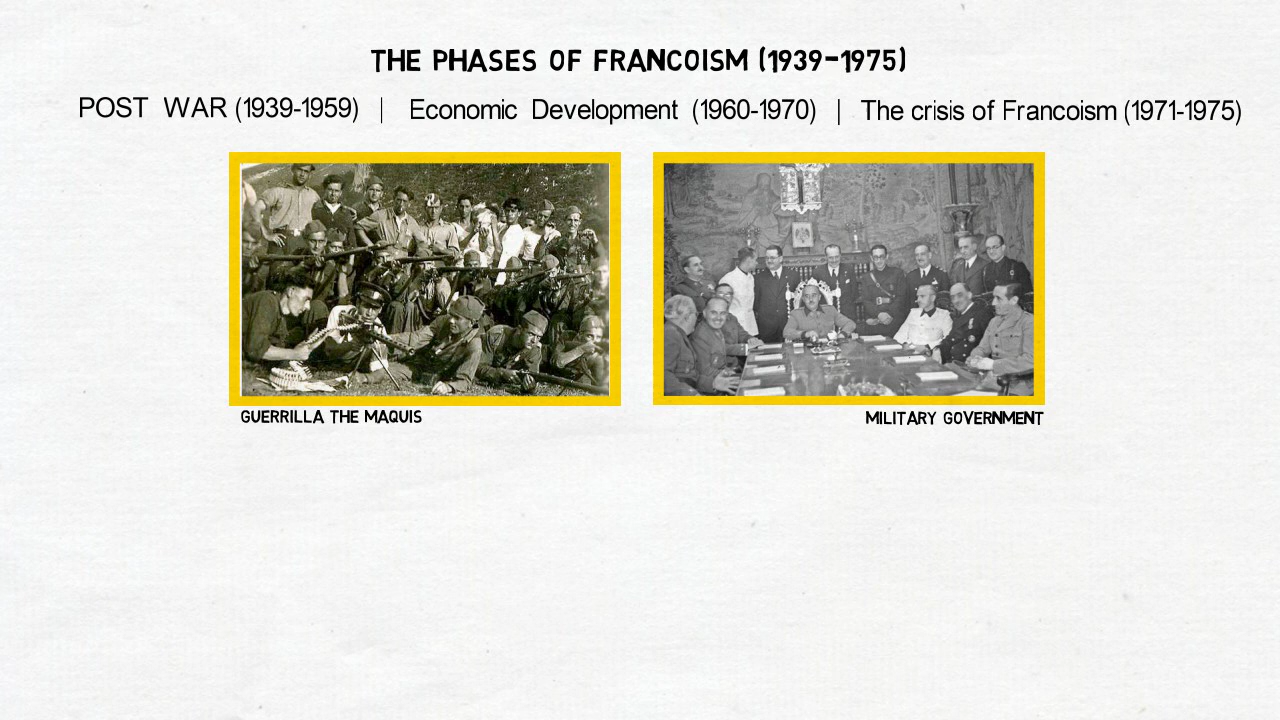 THE PHASES OF FRANCOISM (1939-1975)
POST WAR (1939-1959) | Economic Development (1960-1970) | The crisis of Francoism (1971-1975)
GUERRILLA THE MAQUIS
MILITARY GOVERNMENT